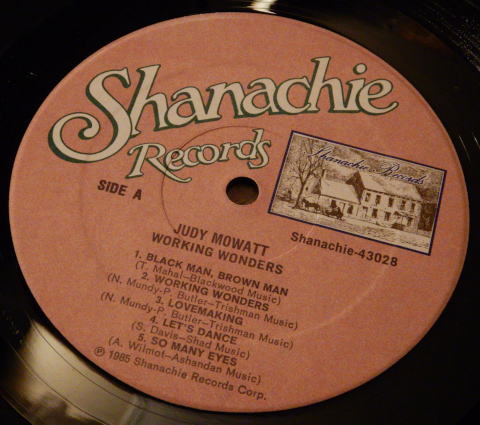 Shanachie
Records
Shanachie Records
SIDE A
Shanachie-43028
JUDY MOWATT
WORKING WONDERS
1. BLACK MAN, BROWN MAN
(T. Mahal-Blackwood Music)
2. WORKING WONDERS
(N. Mundy-P. Butler-Trishman Music)
3. LOVEMAKING
(N. Mundy-P. Butler-Trishman Music)
4. LET'S DANCE
(S. Davis-Shad Music)
5. SO MANY EYES
(A. Wilmot-Ashandan Music)
℗ 1985 Shanachie Records Corp.